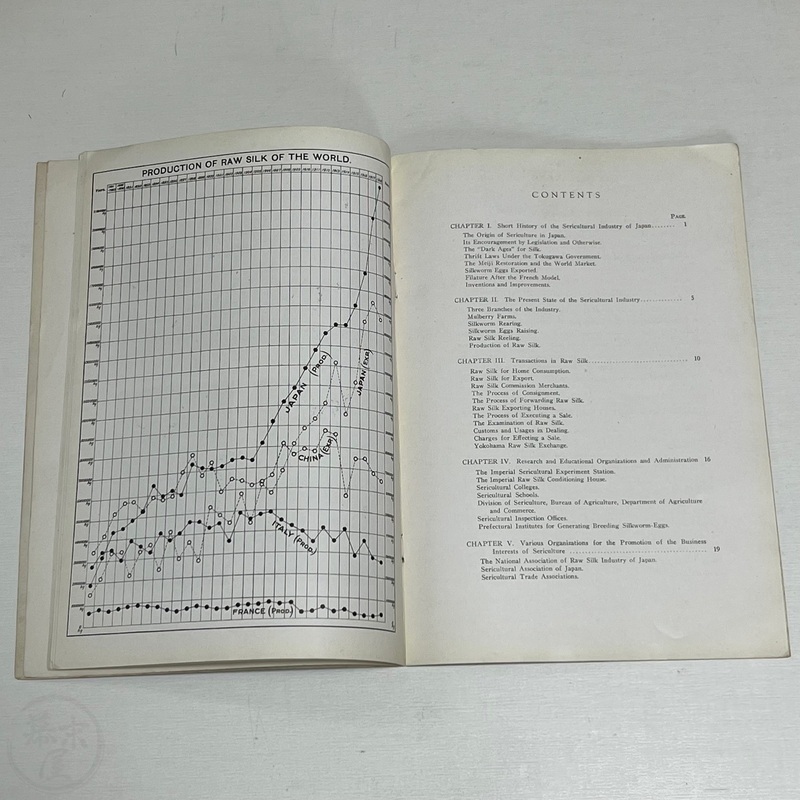 PRODUCTION OF RAW SILK OF THE WORLD.
JAPAN (PROD)
JAPAN (EXP)
CHINA (EXP)
ITALY (PROD.)
FRANCE (PROD.)
CONTENTS
PAGE
CHAPTER I. Short History of the Sericultural Industry of Japan........ 1
The Origin of Sericulture in Japan.
Its Encouragement by Legislation and Otherwise.
The "Dark Ages" for Silk.
Thrift Laws Under the Tokugawa Government.
The Meiji Restoration and the World Market.
Silkworm Eggs Exported.
Filature After the French Model.
Inventions and Improvements.
CHAPTER II. The Present State of the Sericultural Industry.............. 5
Three Branches of the Industry.
Mulberry Farms.
Silkworm Rearing.
Silkworm Eggs Raising.
Raw Silk Reeling.
Production of Raw Silk.
CHAPTER III. Transactions in Raw Silk............................ 10
Raw Silk for Home Consumption.
Raw Silk for Export.
Raw Silk Commission Merchants.
The Process of Consignment.
The Process of Forwarding Raw Silk.
Raw Silk Exporting Houses.
The Process of Executing a Sale.
The Examination of Raw Silk.
Customs and Usages in Dealing.
Charges for Effecting a Sale.
Yokohama Raw Silk Exchange.
CHAPTER IV. Research and Educational Organizations and Administration 16
The Imperial Sericultural Experiment Station.
The Imperial Raw Silk Conditioning House.
Sericultural Colleges.
Sericultural Schools.
Division of Sericulture, Bureau of Agriculture, Department of Agriculture
and Commerce.
Sericultural Inspection Offices.
Prefectural Institutes for Generating Breeding Silkworm-Eggs.
CHAPTER V. Various Organizations for the Promotion of the Business
Interests of Sericulture ........................................ 19
The National Association of Raw Silk Industry of Japan.
Sericultural Association of Japan.
Sericultural Trade Associations.